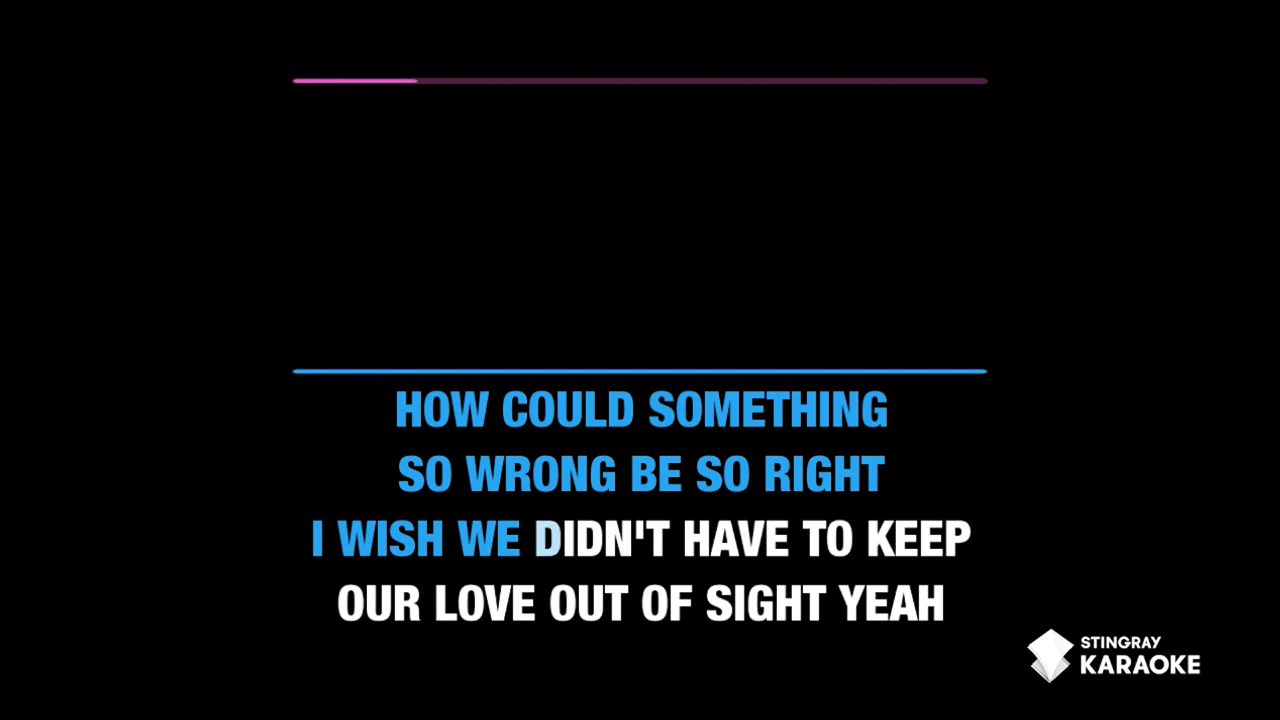 HOW COULD SOMETHING
SO WRONG BE SO RIGHT
I WISH WE DIDN'T HAVE TO KEEP
OUR LOVE OUT OF SIGHT YEAH
STINGRAY
KARAOKE